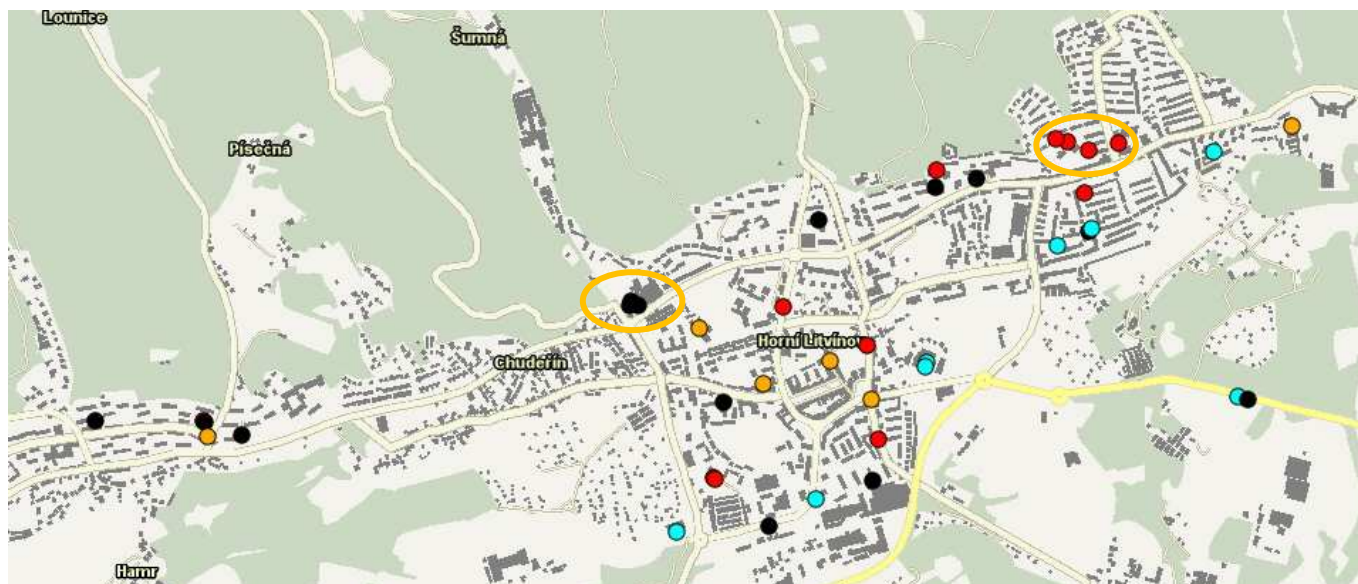 Lounice
Šumná
Písečná
Horní Litvínov
Chudeřín
Hamr